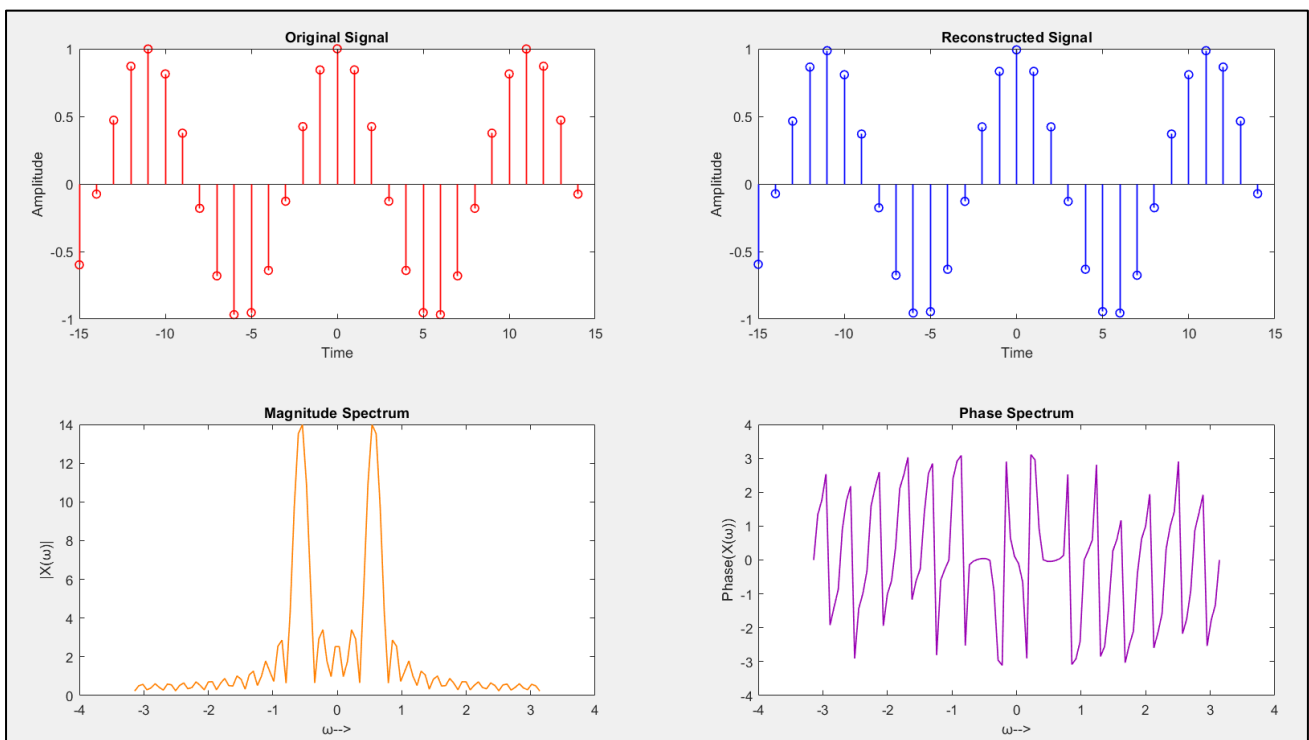 Original Signal
1
0.5
0
-0.5
-1
Amplitude
-15 -10 -5 0 5 10 15
Time
Reconstructed Signal
1
0.5
0
-0.5
-1
Amplitude
-15 -10 -5 0 5 10 15
Time
Magnitude Spectrum
14
12
10
8
6
4
2
0
|X(ω)|
-4 -3 -2 -1 0 1 2 3 4
ω-->
Phase Spectrum
4
3
2
1
0
-1
-2
-3
-4
Phase(X(ω))
-4 -3 -2 -1 0 1 2 3 4
ω-->